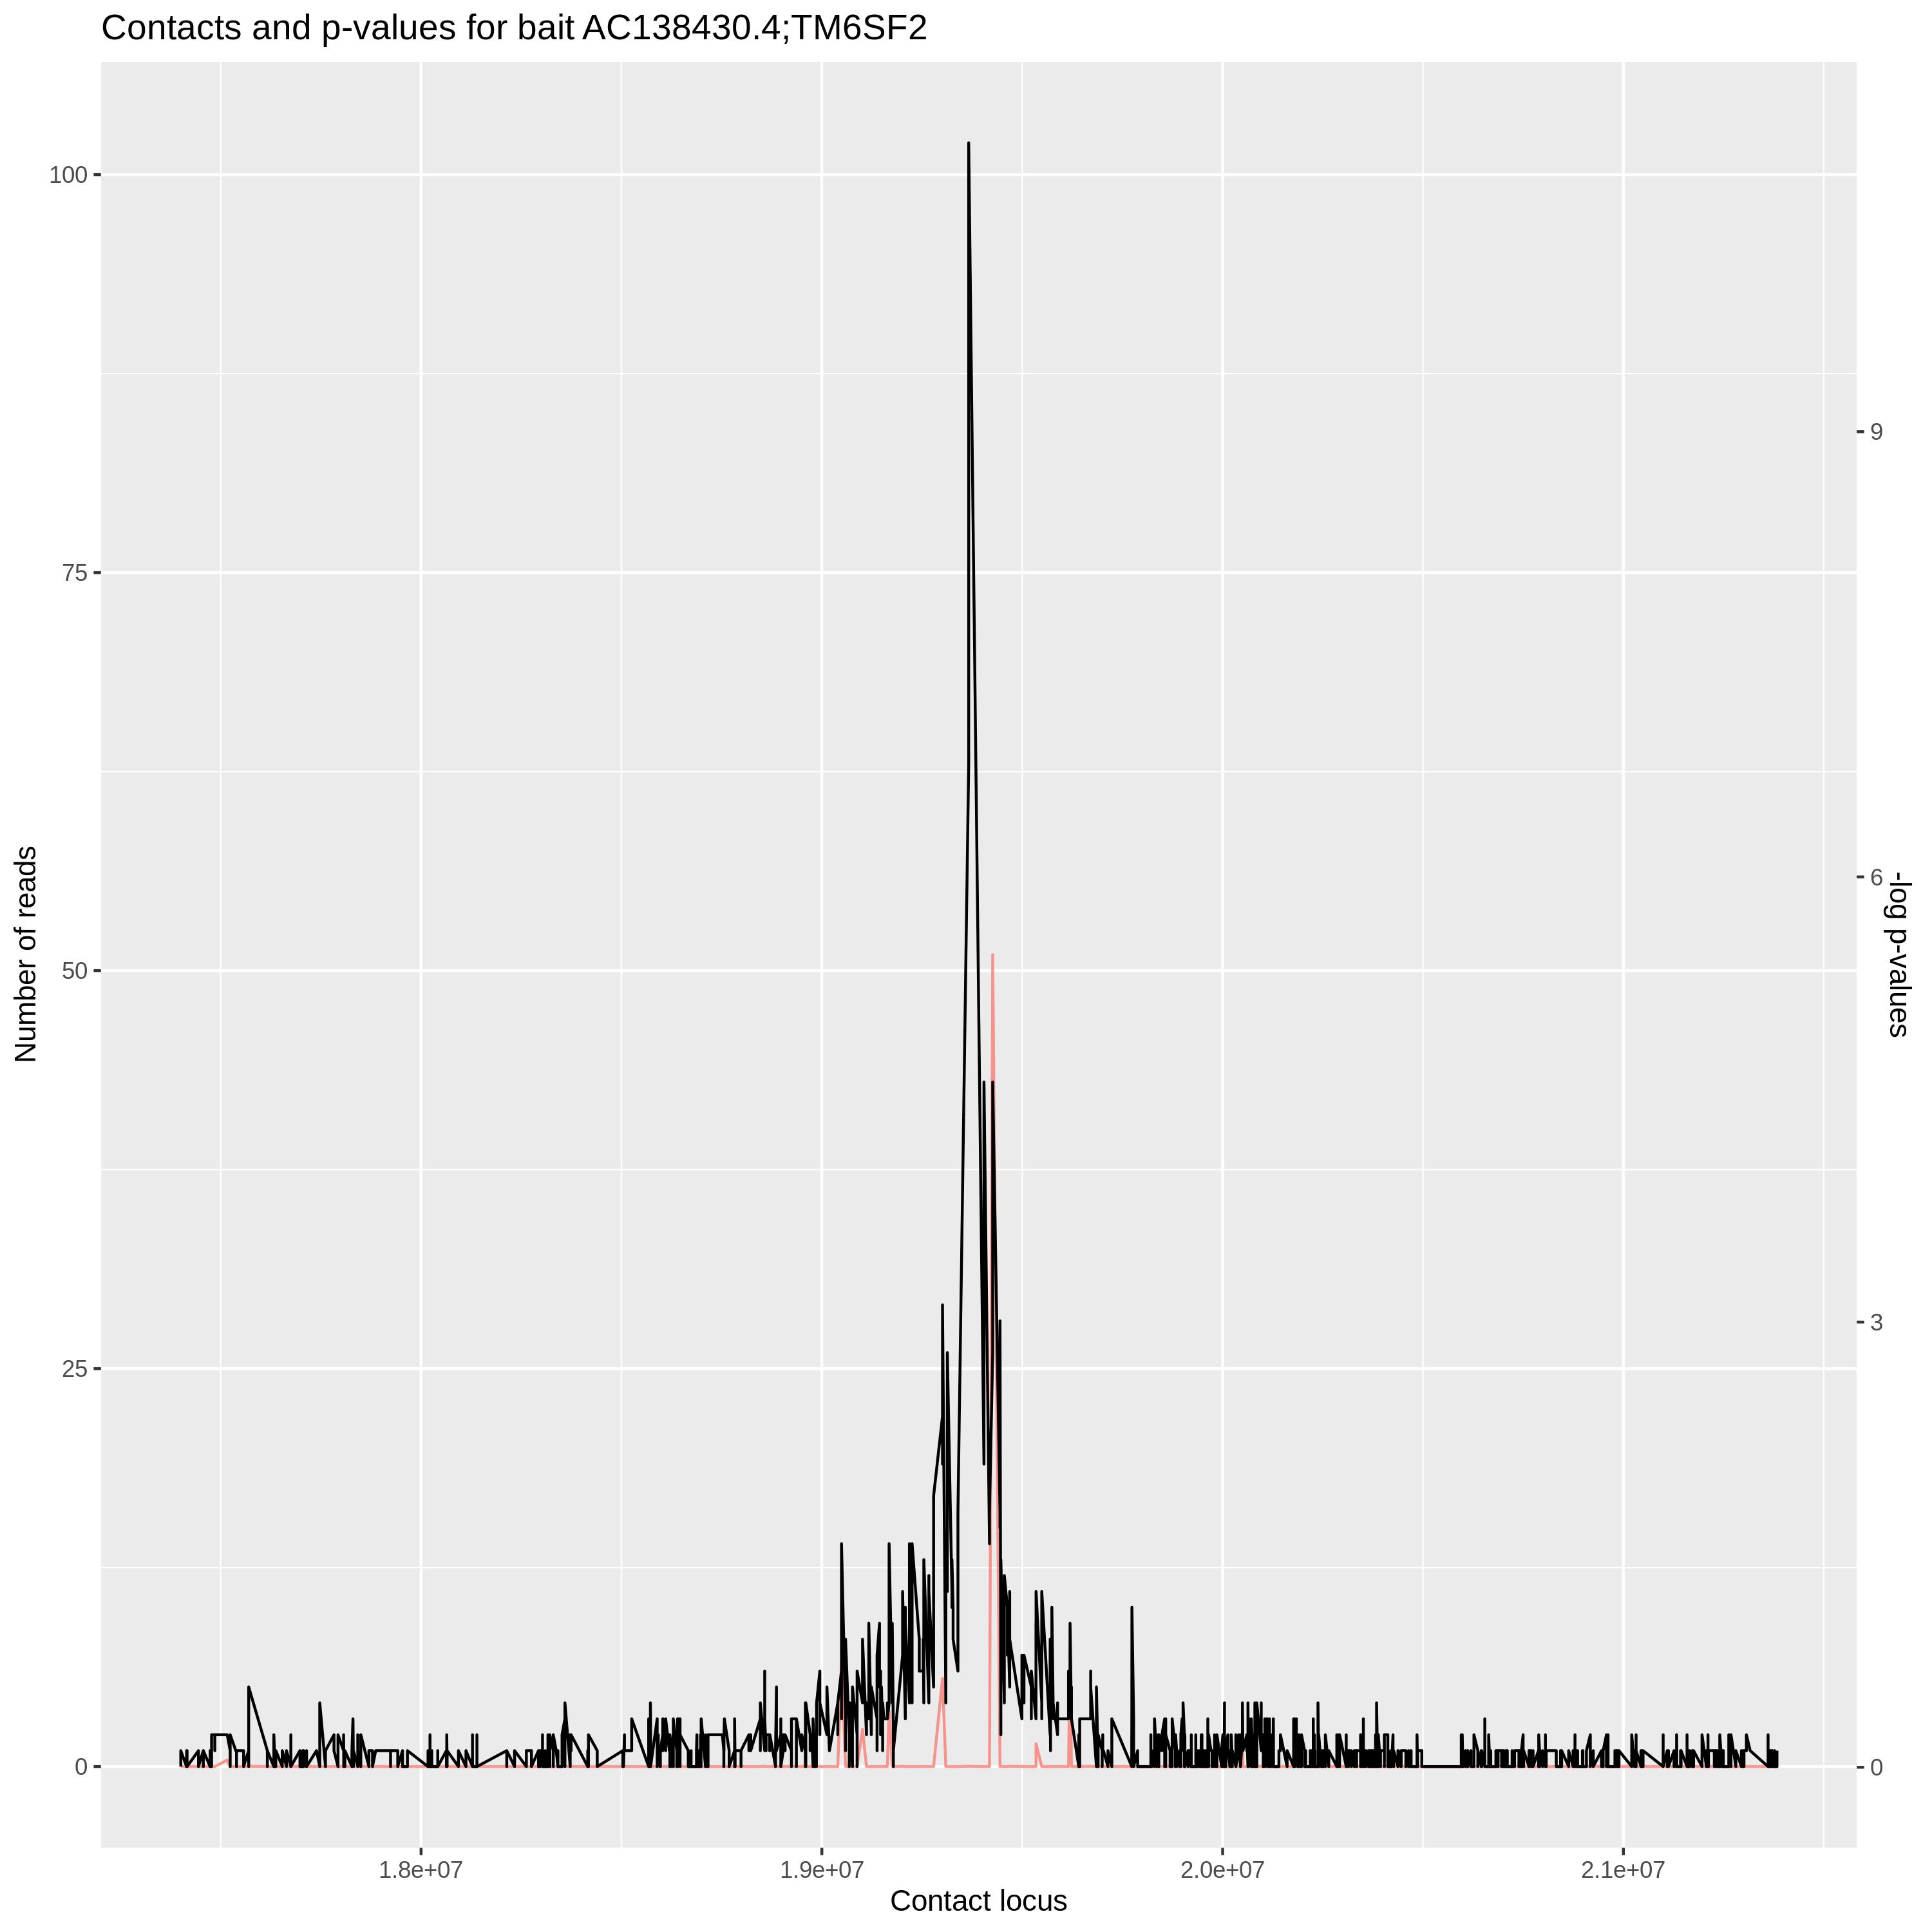 Contacts and p-values for bait AC138430.4;TM6SF2
100
75
50
25
0
Number of reads
9
6
3
0
-log p-values
1.8e+07
1.9e+07
2.0e+07
2.1e+07
Contact locus